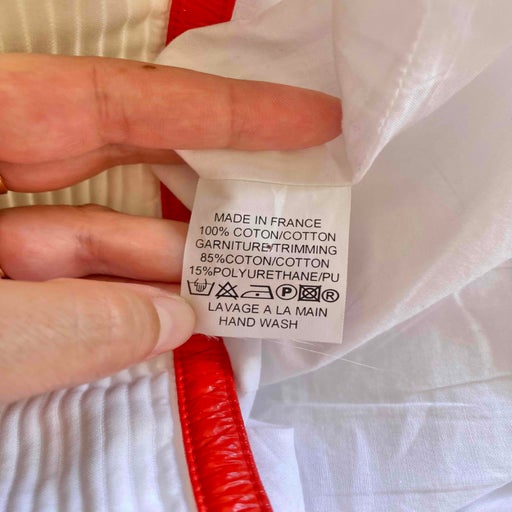 MADE IN FRANCE
100% COTON/COTTON
GARNITURE/TRIMMING
85%COTON/COTTON
15%POLYURETHANE/PU
P R
LAVAGE A LA MAIN
HAND WASH